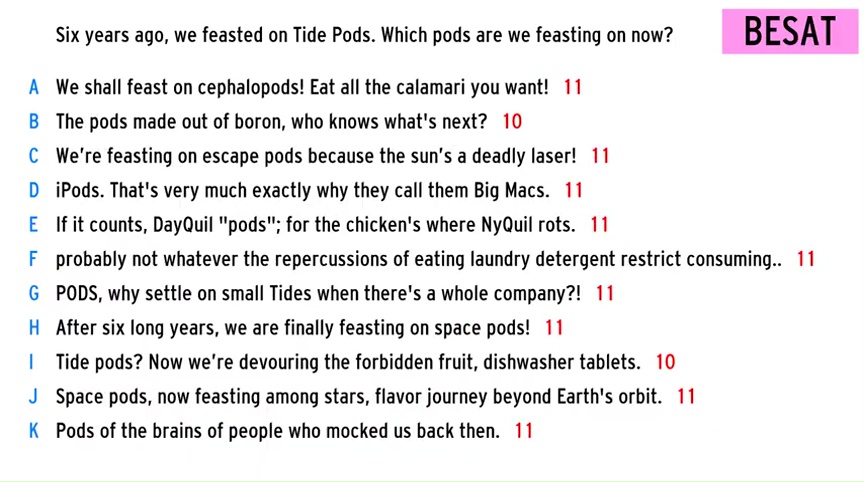 Six years ago, we feasted on Tide Pods. Which pods are we feasting on now?
BESAT
A We shall feast on cephalopods! Eat all the calamari you want! 11
B The pods made out of boron, who knows what's next? 10
C We're feasting on escape pods because the sun's a deadly laser! 11
D iPods. That's very much exactly why they call them Big Macs. 11
E If it counts, DayQuil "pods"; for the chicken's where NyQuil rots. 11
F probably not whatever the repercussions of eating laundry detergent restrict consuming.. 11
G PODS, why settle on small Tides when there's a whole company?! 11
H After six long years, we are finally feasting on space pods! 11
I Tide pods? Now we're devouring the forbidden fruit, dishwasher tablets. 10
J Space pods, now feasting among stars, flavor journey beyond Earth's orbit. 11
K Pods of the brains of people who mocked us back then. 11